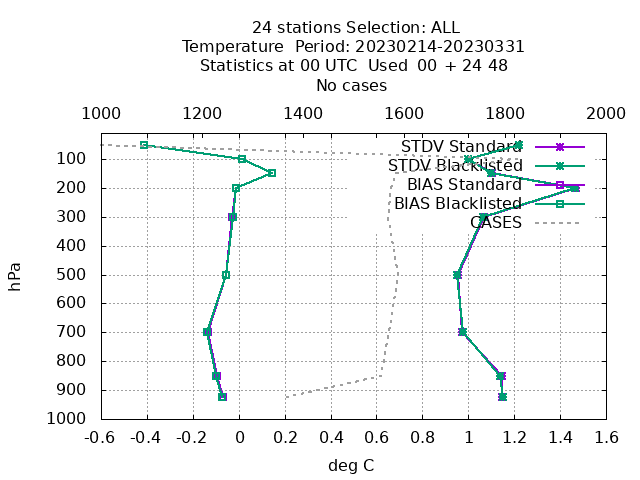 24 stations Selection: ALL
Temperature  Period: 20230214-20230331
Statistics at 00 UTC  Used  00 + 24 48
No cases
1000 1200 1400 1600 1800 2000
STDV Standard
STDV Blacklisted
BIAS Standard
BIAS Blacklisted
CASES
100
200
300
400
500
600
700
800
900
1000
hPa
-0.6 -0.4 -0.2 0 0.2 0.4 0.6 0.8 1 1.2 1.4 1.6
deg C